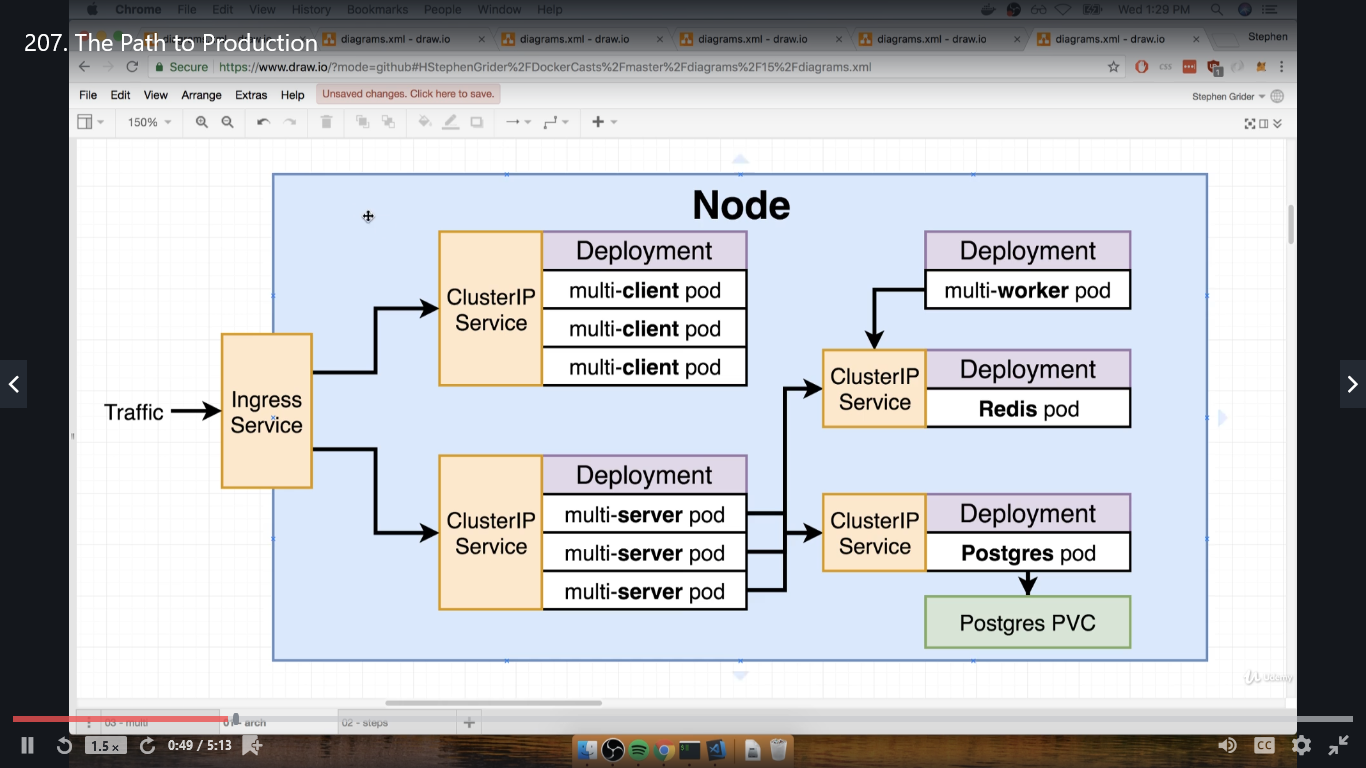 207. The Path to Production
Chrome File Edit View History Bookmarks People Window Help Wed 1:29 PM
diagrams.xml - draw.io diagrams.xml - draw.io diagrams.xml - draw.io diagrams.xml - draw.io diagrams.xml - draw.io Stephen
Secure https://www.draw.io/?mode=github#HStephenGrider%2FDockerCasts%2Fmaster%2Fdiagrams%2F15%2Fdiagrams.xml
File Edit View Arrange Extras Help Unsaved changes. Click here to save. Stephen Grider
150%
Node
Traffic
Ingress
Service
ClusterIP
Service
Deployment
multi-client pod
multi-client pod
multi-client pod
ClusterIP
Service
Deployment
multi-server pod
multi-server pod
multi-server pod
Deployment
multi-worker pod
ClusterIP
Service
Deployment
Redis pod
ClusterIP
Service
Deployment
Postgres pod
Postgres PVC
Udemy
03 - multi arch 02 - steps
1.5 x 0:49 / 5:13 CC